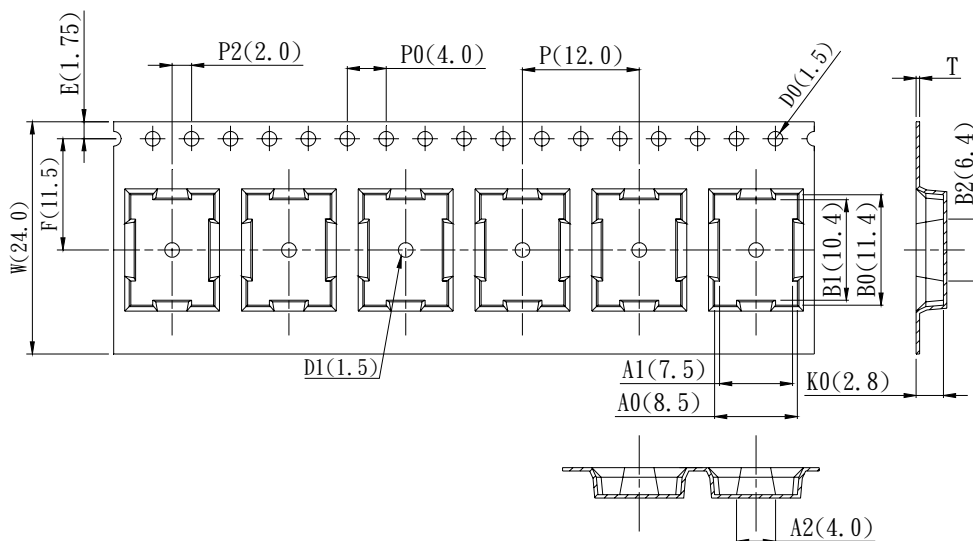 E(1.75)
P2(2.0)
P0(4.0)
P(12.0)
D0(1.5)
T
F(11.5)
W(24.0)
B1(10.4)
B0(11.4)
B2(6.4)
D1(1.5)
A1(7.5)
A0(8.5)
K0(2.8)
A2(4.0)